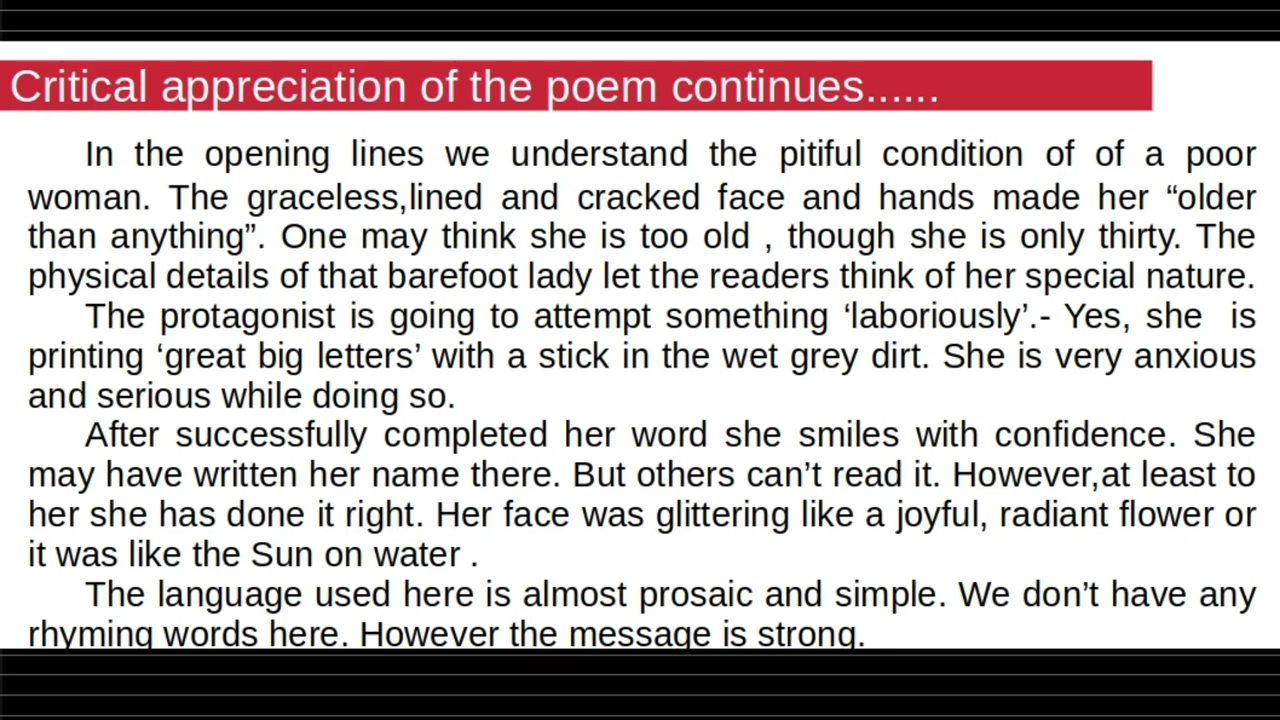 Critical appreciation of the poem continues......
In the opening lines we understand the pitiful condition of of a poor
woman. The graceless,lined and cracked face and hands made her “older
than anything”. One may think she is too old , though she is only thirty. The
physical details of that barefoot lady let the readers think of her special nature.
The protagonist is going to attempt something ‘laboriously’.- Yes, she is
printing ‘great big letters’ with a stick in the wet grey dirt. She is very anxious
and serious while doing so.
After successfully completed her word she smiles with confidence. She
may have written her name there. But others can’t read it. However,at least to
her she has done it right. Her face was glittering like a joyful, radiant flower or
it was like the Sun on water .
The language used here is almost prosaic and simple. We don’t have any
rhyming words here. However the message is strong.